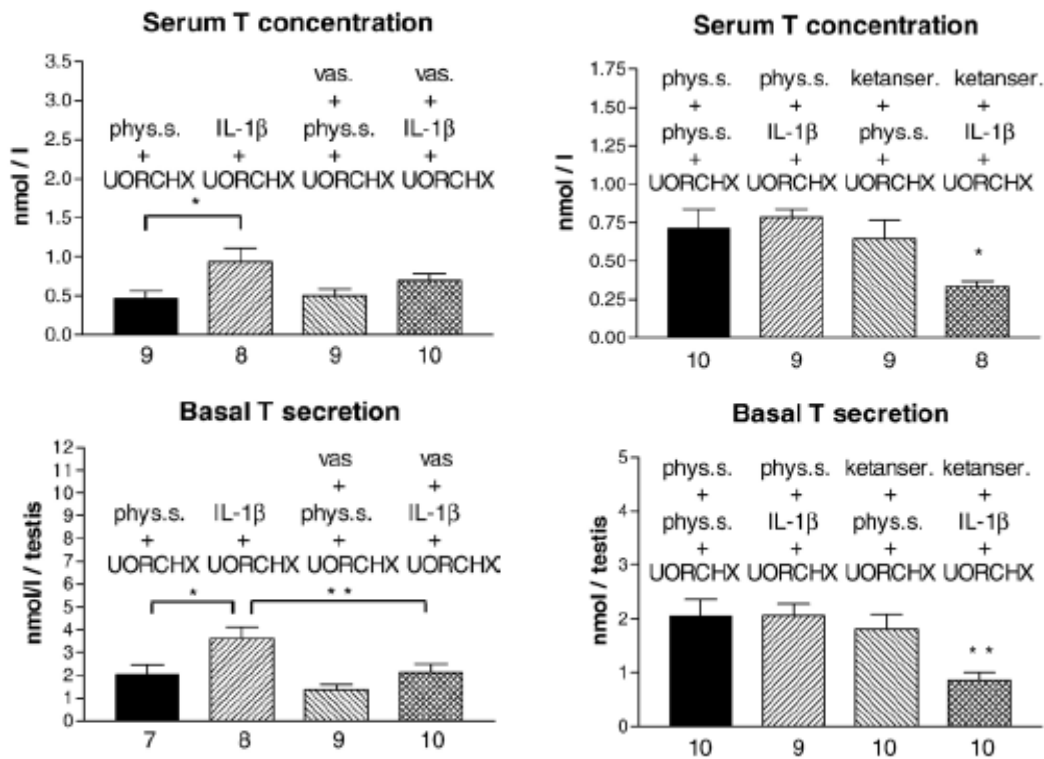 Serum T concentration
3.5
3.0
2.5
2.0
1.5
1.0
0.5
0.0
nmol / l
vas. vas.
+ +
phys.s. IL-1β phys.s. IL-1β
+ + + +
UORCHX UORCHX UORCHX UORCHX
*
9 8 9 10
Serum T concentration
1.75
1.50
1.25
1.00
0.75
0.50
0.25
0.00
nmol / l
phys.s. phys.s. ketanser. ketanser.
+ + + +
phys.s. IL-1β phys.s. IL-1β
+ + + +
UORCHX UORCHX UORCHX UORCHX
*
10 9 9 8
Basal T secretion
12
11
10
9
8
7
6
5
4
3
2
1
0
nmol/l / testis
vas vas
+ +
phys.s. IL-1β phys.s. IL-1β
+ + + +
UORCHX UORCHX UORCHX UORCHX
* * *
7 8 9 10
Basal T secretion
5
4
3
2
1
0
nmol / testis
phys.s. phys.s. ketanser. ketanser.
+ + + +
phys.s. IL-1β phys.s. IL-1β
+ + + +
UORCHX UORCHX UORCHX UORCHX
* *
10 9 10 10